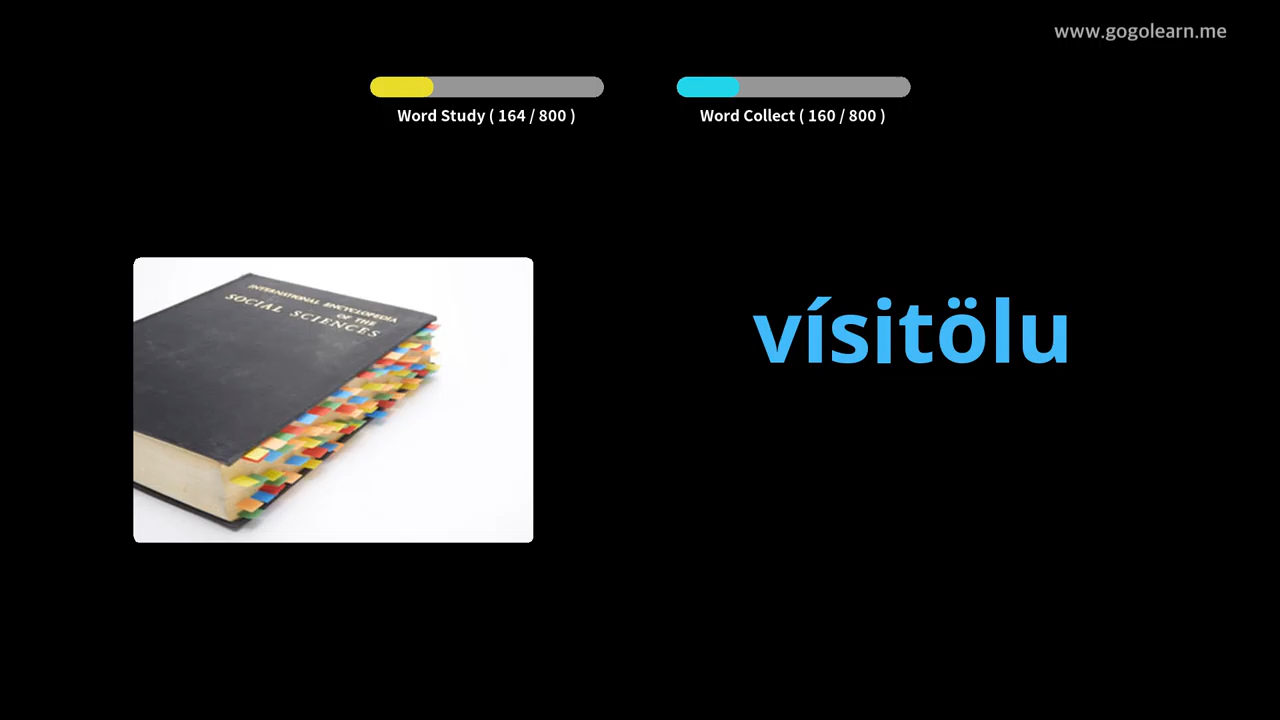 www.gogolearn.me
Word Study ( 164 / 800 )
Word Collect ( 160 / 800 )
INTERNATIONAL ENCYCLOPEDIA
OF THE
SOCIAL SCIENCES
vísitölu